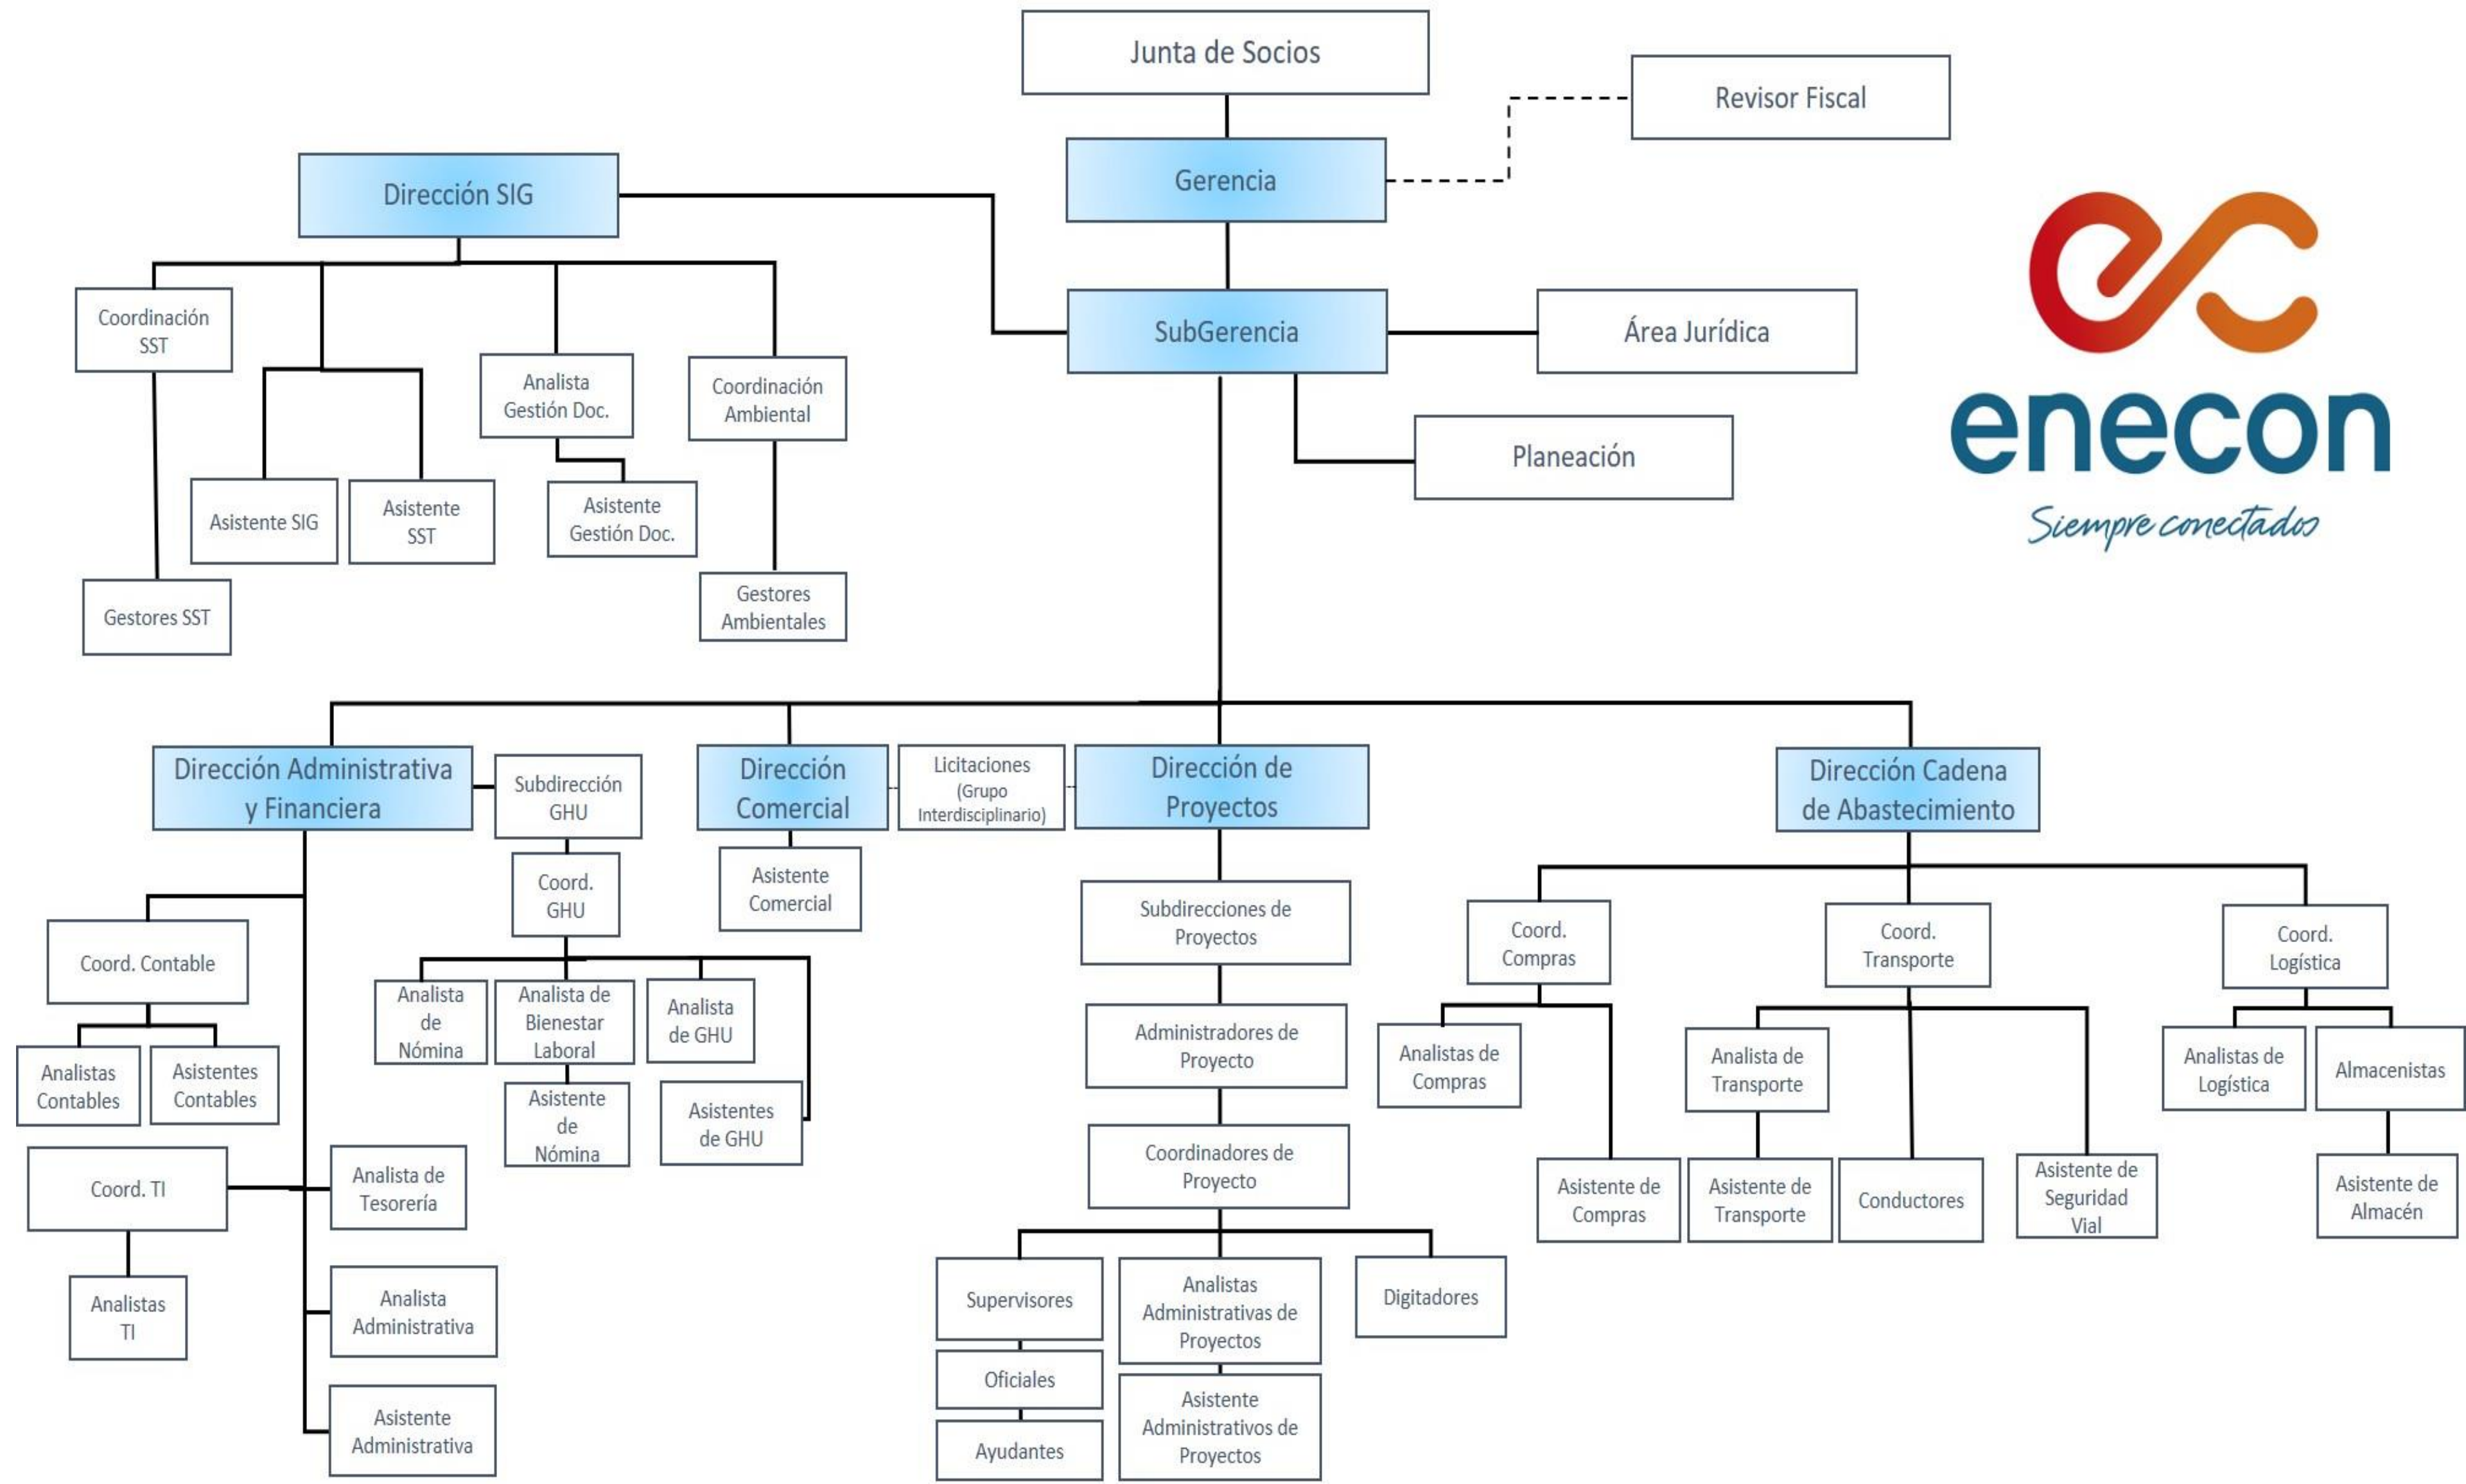 Junta de Socios
Revisor Fiscal
Gerencia
Dirección SIG
SubGerencia
Área Jurídica
Planeación
enecon
Siempre conectados
Coordinación
SST
Analista
Gestión Doc.
Coordinación
Ambiental
Asistente SIG
Asistente
SST
Asistente
Gestión Doc.
Gestores SST
Gestores
Ambientales
Dirección Administrativa
y Financiera
Subdirección
GHU
Dirección
Comercial
Licitaciones
(Grupo
Interdisciplinario)
Dirección de
Proyectos
Dirección Cadena
de Abastecimiento
Coord.
GHU
Asistente
Comercial
Coord. Contable
Analista
de
Nómina
Analista de
Bienestar
Laboral
Analista
de GHU
Analistas
Contables
Asistentes
Contables
Asistente
de
Nómina
Asistentes
de GHU
Coord. TI
Analista de
Tesorería
Analistas
TI
Analista
Administrativa
Asistente
Administrativa
Subdirecciones de
Proyectos
Administradores de
Proyecto
Coordinadores de
Proyecto
Supervisores
Analistas
Administrativas de
Proyectos
Digitadores
Oficiales
Ayudantes
Asistente
Administrativos de
Proyectos
Coord.
Compras
Coord.
Transporte
Coord.
Logística
Analistas de
Compras
Analista de
Transporte
Analistas de
Logística
Almacenistas
Asistente de
Compras
Asistente de
Transporte
Conductores
Asistente de
Seguridad
Vial
Asistente de
Almacén